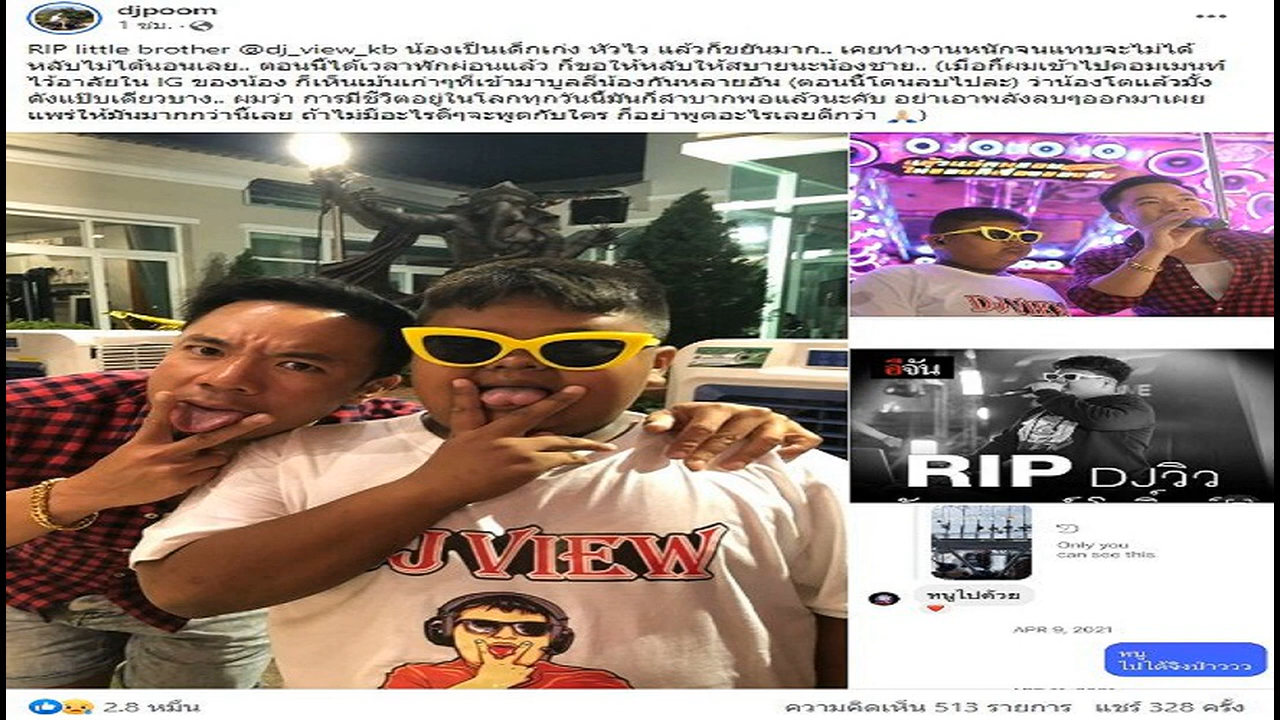 djpoom
1 ชม. ·
RIP little brother @dj_view_kb น้องเป็นเด็กเก่ง หัวไว แล้วก็ขยันมาก.. เคยทำงานหนักจนแทบจะไม่ได้
หลับไม่ได้นอนเลย.. ตอนนี้ได้เวลาพักผ่อนแล้ว ก็ขอให้หลับให้สบายนะน้องชาย.. (เมื่อกี้ผมเข้าไปคอมเมนท์
ไว้อาลัยใน IG ของน้อง ก็เห็นเม้นเก่าๆที่เข้ามาบูลลี่น้องกันหลายอัน (ตอนนี้โดนลบไปละ) ว่าน้องโตแล้วมั่ง
ดังแป๊บเดียวบาง.. ผมว่า การมีชีวิตอยู่ในโลกทุกวันนี้มันก็ลำบากพอแล้วนะคับ อย่าเอาพลังลบๆออกมาเผย
แพร่ให้มันมากกว่านี้เลย ถ้าไม่มีอะไรดีๆจะพูดกับใคร ก็อย่าพูดอะไรเลยดีกว่า 🙏🏻)
DJ VIEW
อีจัน
RIP DJวิว
Only you
can see this
หนูไปด้วย
❤️
APR 9, 2021
หนู
ไปได้จิงป่าววว
J VIEW
2.8 หมื่น
ความคิดเห็น 513 รายการ แชร์ 328 ครั้ง